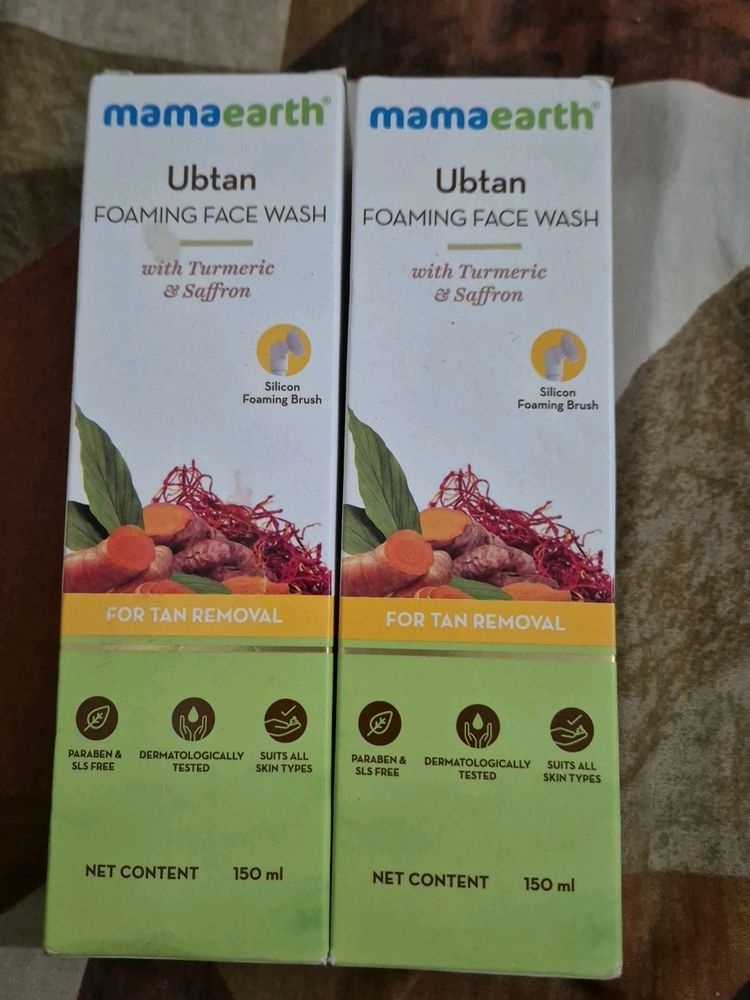 mamaearth®
Ubtan
FOAMING FACE WASH
with Turmeric
& Saffron
Silicon
Foaming Brush
FOR TAN REMOVAL
PARABEN &
SLS FREE
DERMATOLOGICALLY
TESTED
SUITS ALL
SKIN TYPES
NET CONTENT 150 ml
mamaearth®
Ubtan
FOAMING FACE WASH
with Turmeric
& Saffron
Silicon
Foaming Brush
FOR TAN REMOVAL
PARABEN &
SLS FREE
DERMATOLOGICALLY
TESTED
SUITS ALL
SKIN TYPES
NET CONTENT 150 ml